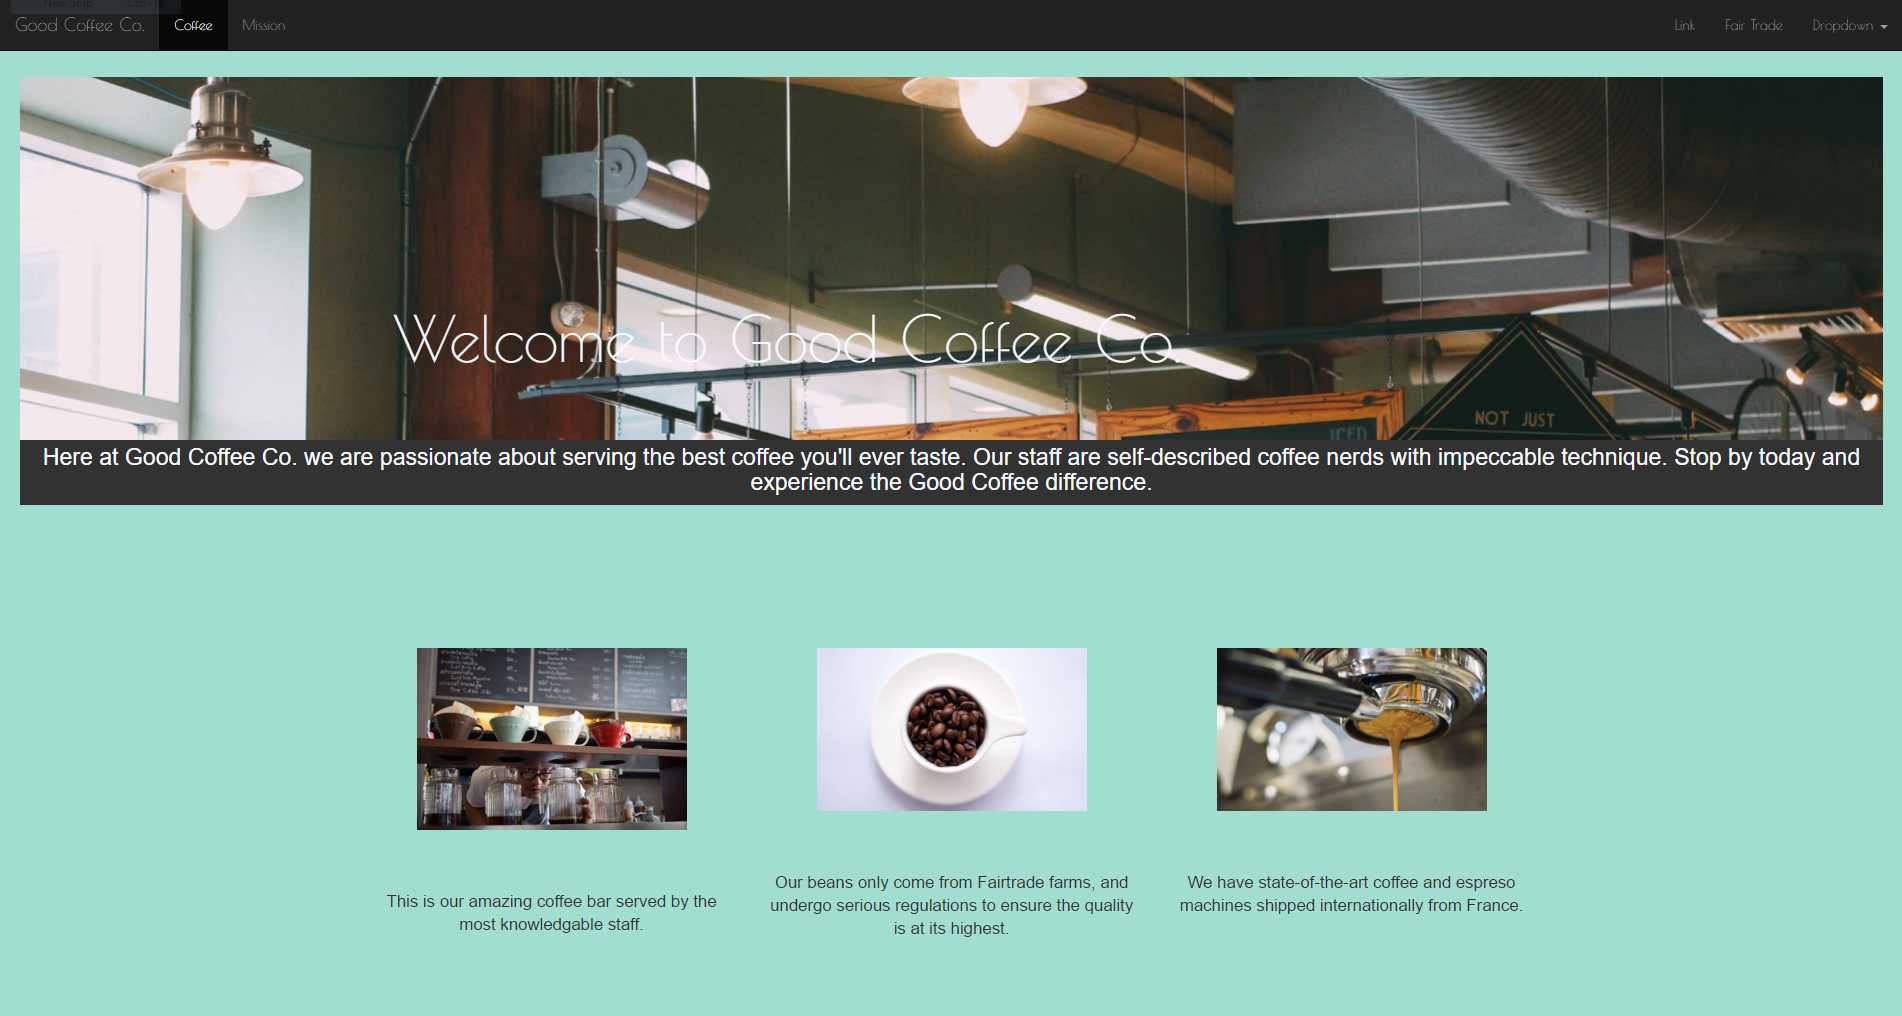 Good Coffee Co. Coffee Mission Link Fair Trade Dropdown
Welcome to Good Coffee Co.
NOT JUST
ICED
Here at Good Coffee Co. we are passionate about serving the best coffee you'll ever taste. Our staff are self-described coffee nerds with impeccable technique. Stop by today and
experience the Good Coffee difference.
This is our amazing coffee bar served by the
most knowledgable staff.
Our beans only come from Fairtrade farms, and
undergo serious regulations to ensure the quality
is at its highest.
We have state-of-the-art coffee and espreso
machines shipped internationally from France.